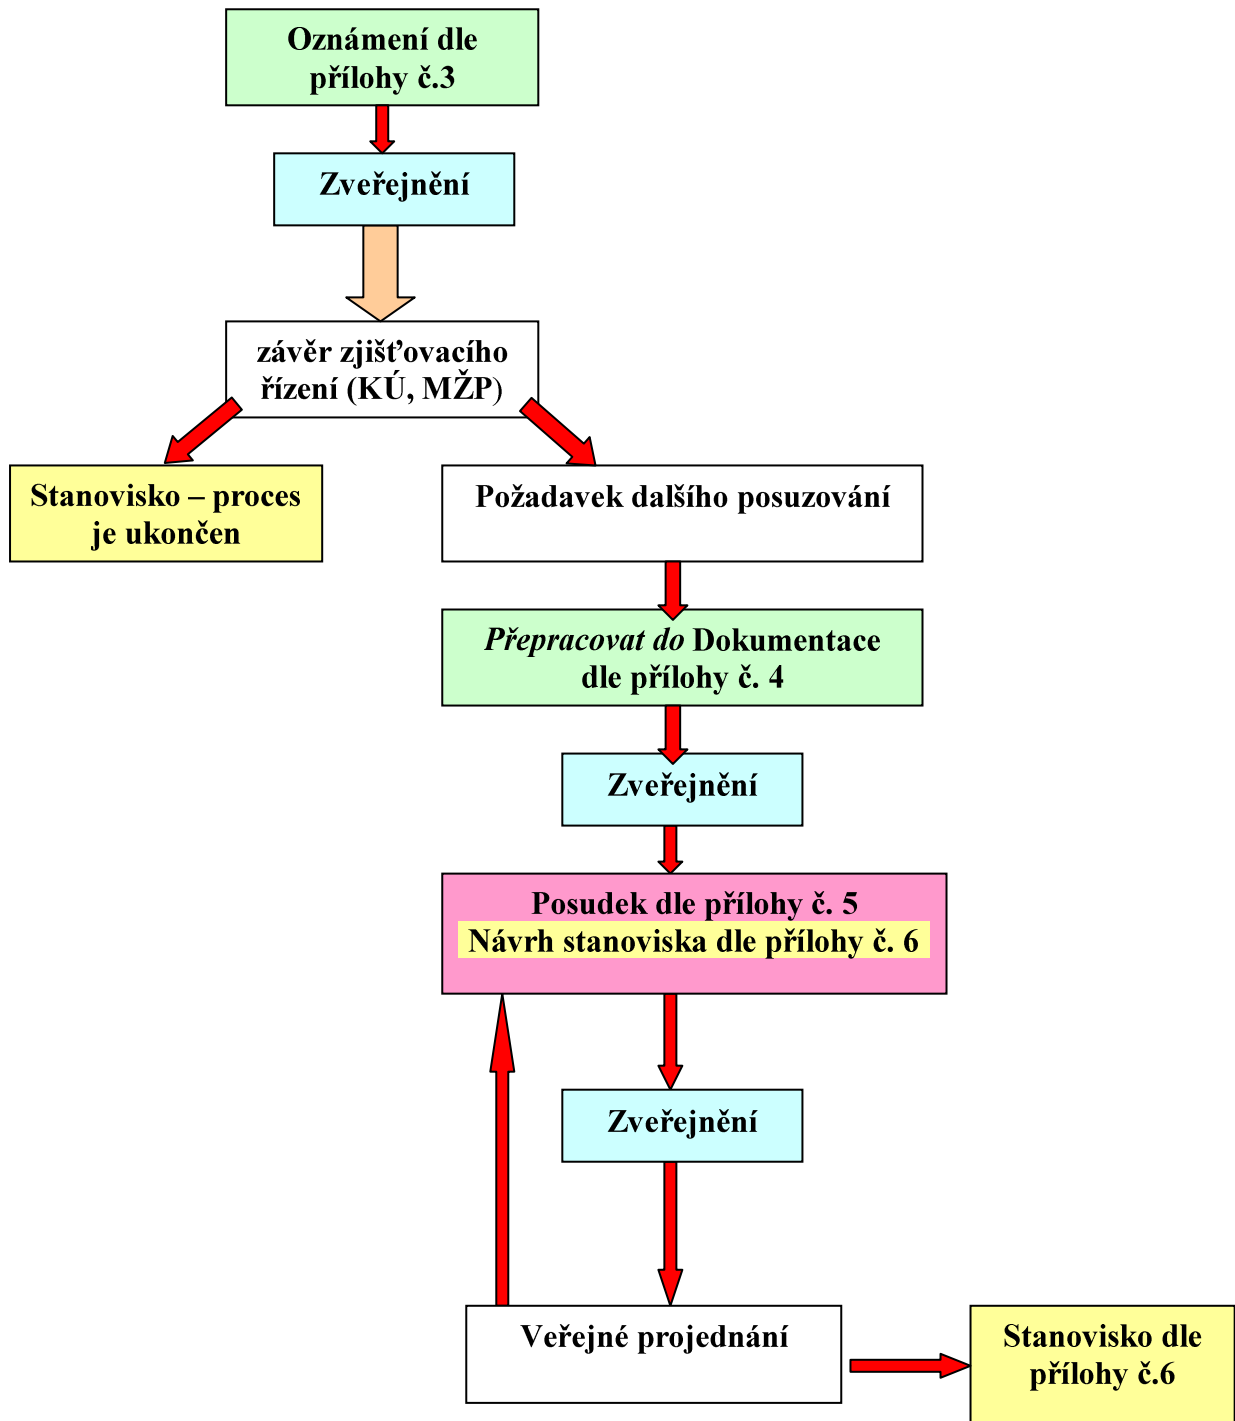 Oznámení dle
přílohy č.3
Zveřejnění
závěr zjišťovacího
řízení (KÚ, MŽP)
Stanovisko – proces
je ukončen
Požadavek dalšího posuzování
Přepracovat do Dokumentace
dle přílohy č. 4
Zveřejnění
Posudek dle přílohy č. 5
Návrh stanoviska dle přílohy č. 6
Zveřejnění
Veřejné projednání
Stanovisko dle
přílohy č.6